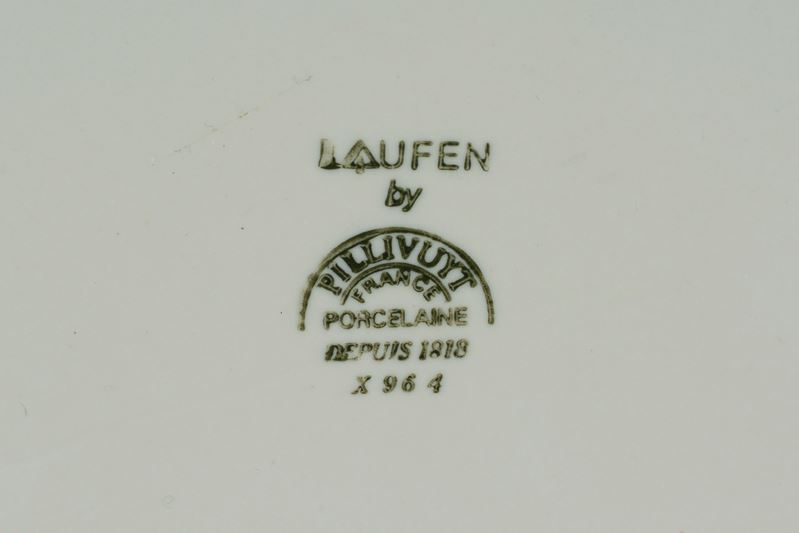 LAUFEN
by
PILLIVUYT
FRANCE
PORCELAINE
DEPUIS 1818
X 96 4